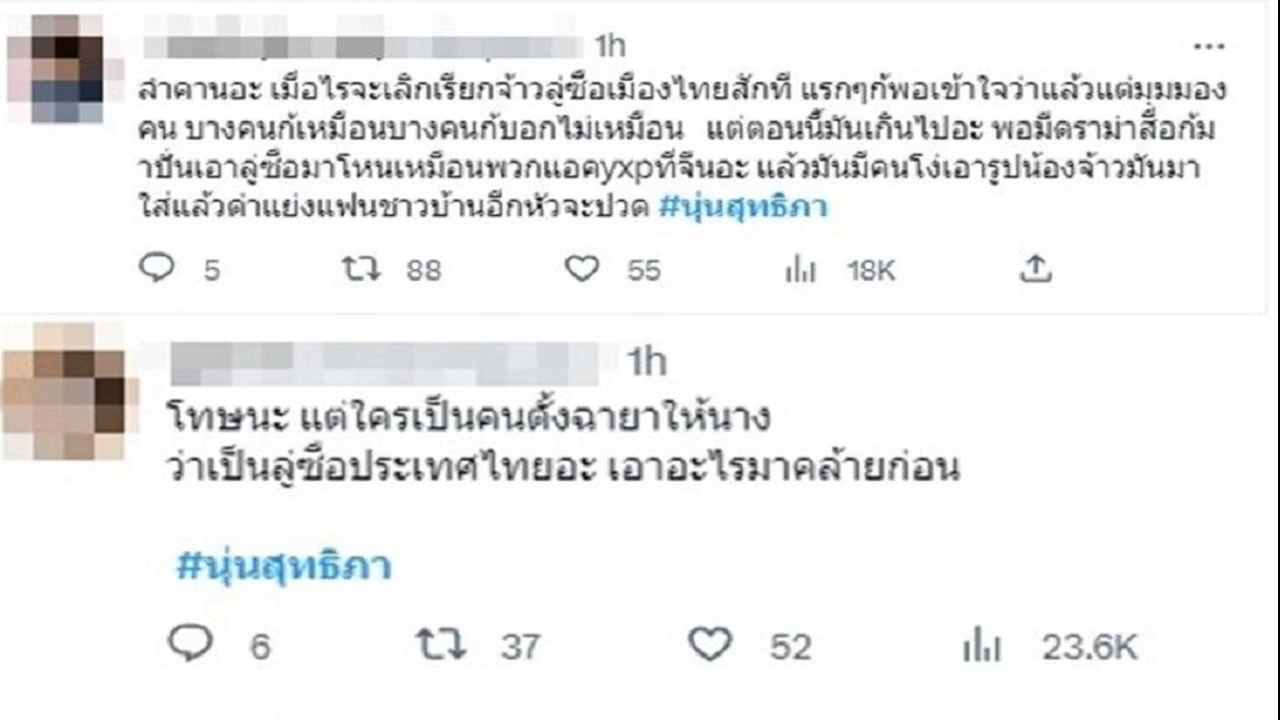 1h
ลำคานอะ เมื่อไรจะเลิกเรียกจ้าวลู่ซือเมืองไทยสักที แรกๆก้พอเข้าใจว่าแล้วแต่มุมมอง
คน บางคนก้เหมือนบางคนก้บอกไม่เหมือน แต่ตอนนี้มันเกินไปอะ พอมีดราม่าสื่อก้ม
าปั่นเอาลู่ซือมาโหนเหมือนพวกแอคyxpที่จีนอะ แล้วมันมีคนโง่เอารูปน้องจ้าวมันมา
ใส่แล้วด่าแย่งแฟนชาวบ้านอีกหัวจะปวด #นุ่นสุทธิภา
5 88 55 18K
1h
โทษนะ แต่ใครเป็นคนตั้งฉายาให้นาง
ว่าเป็นลู่ซือประเทศไทยอะ เอาอะไรมาคล้ายก่อน
#นุ่นสุทธิภา
6 37 52 23.6K